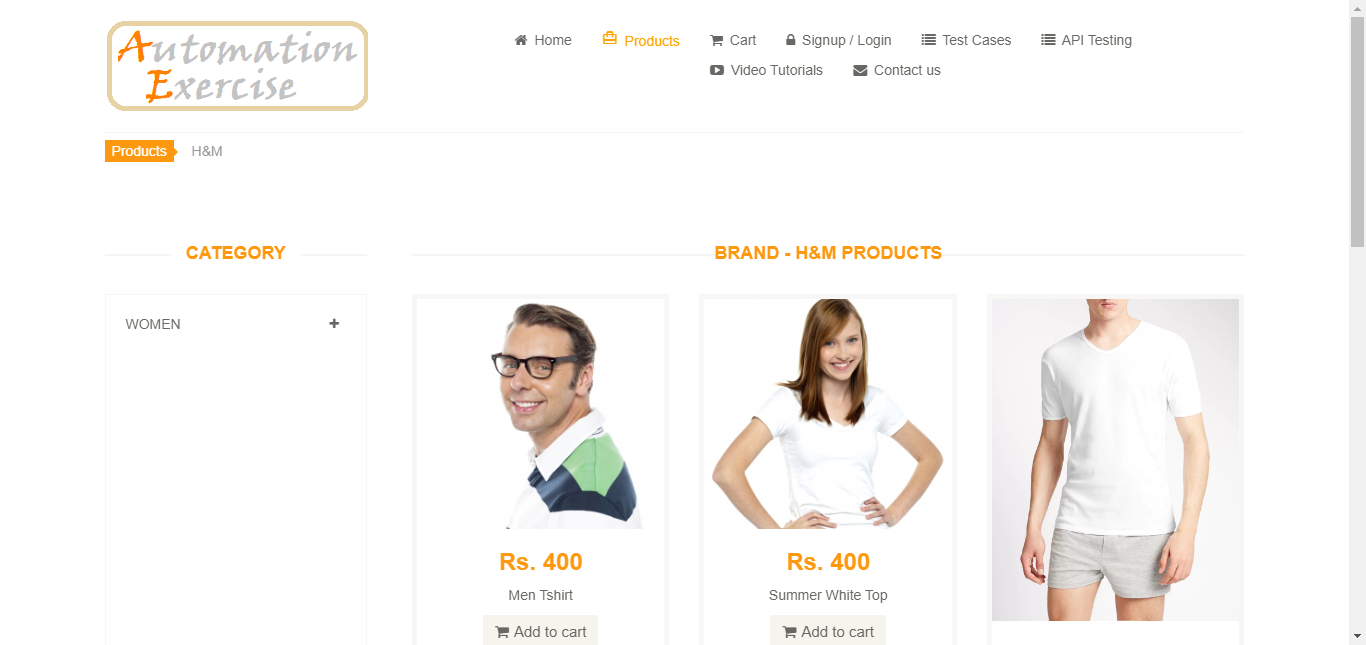 Automation
Exercise
Home
Products
Cart
Signup / Login
Test Cases
API Testing
Video Tutorials
Contact us
Products
H&M
CATEGORY
BRAND - H&M PRODUCTS
WOMEN
Rs. 400
Men Tshirt
Add to cart
Rs. 400
Summer White Top
Add to cart